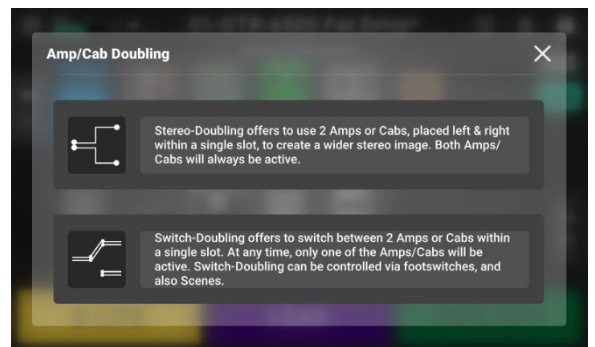 Amp/Cab Doubling
Stereo-Doubling offers to use 2 Amps or Cabs, placed left & right
within a single slot, to create a wider stereo image. Both Amps/
Cabs will always be active.
Switch-Doubling offers to switch between 2 Amps or Cabs within
a single slot. At any time, only one of the Amps/Cabs will be
active. Switch-Doubling can be controlled via footswitches, and
also Scenes.